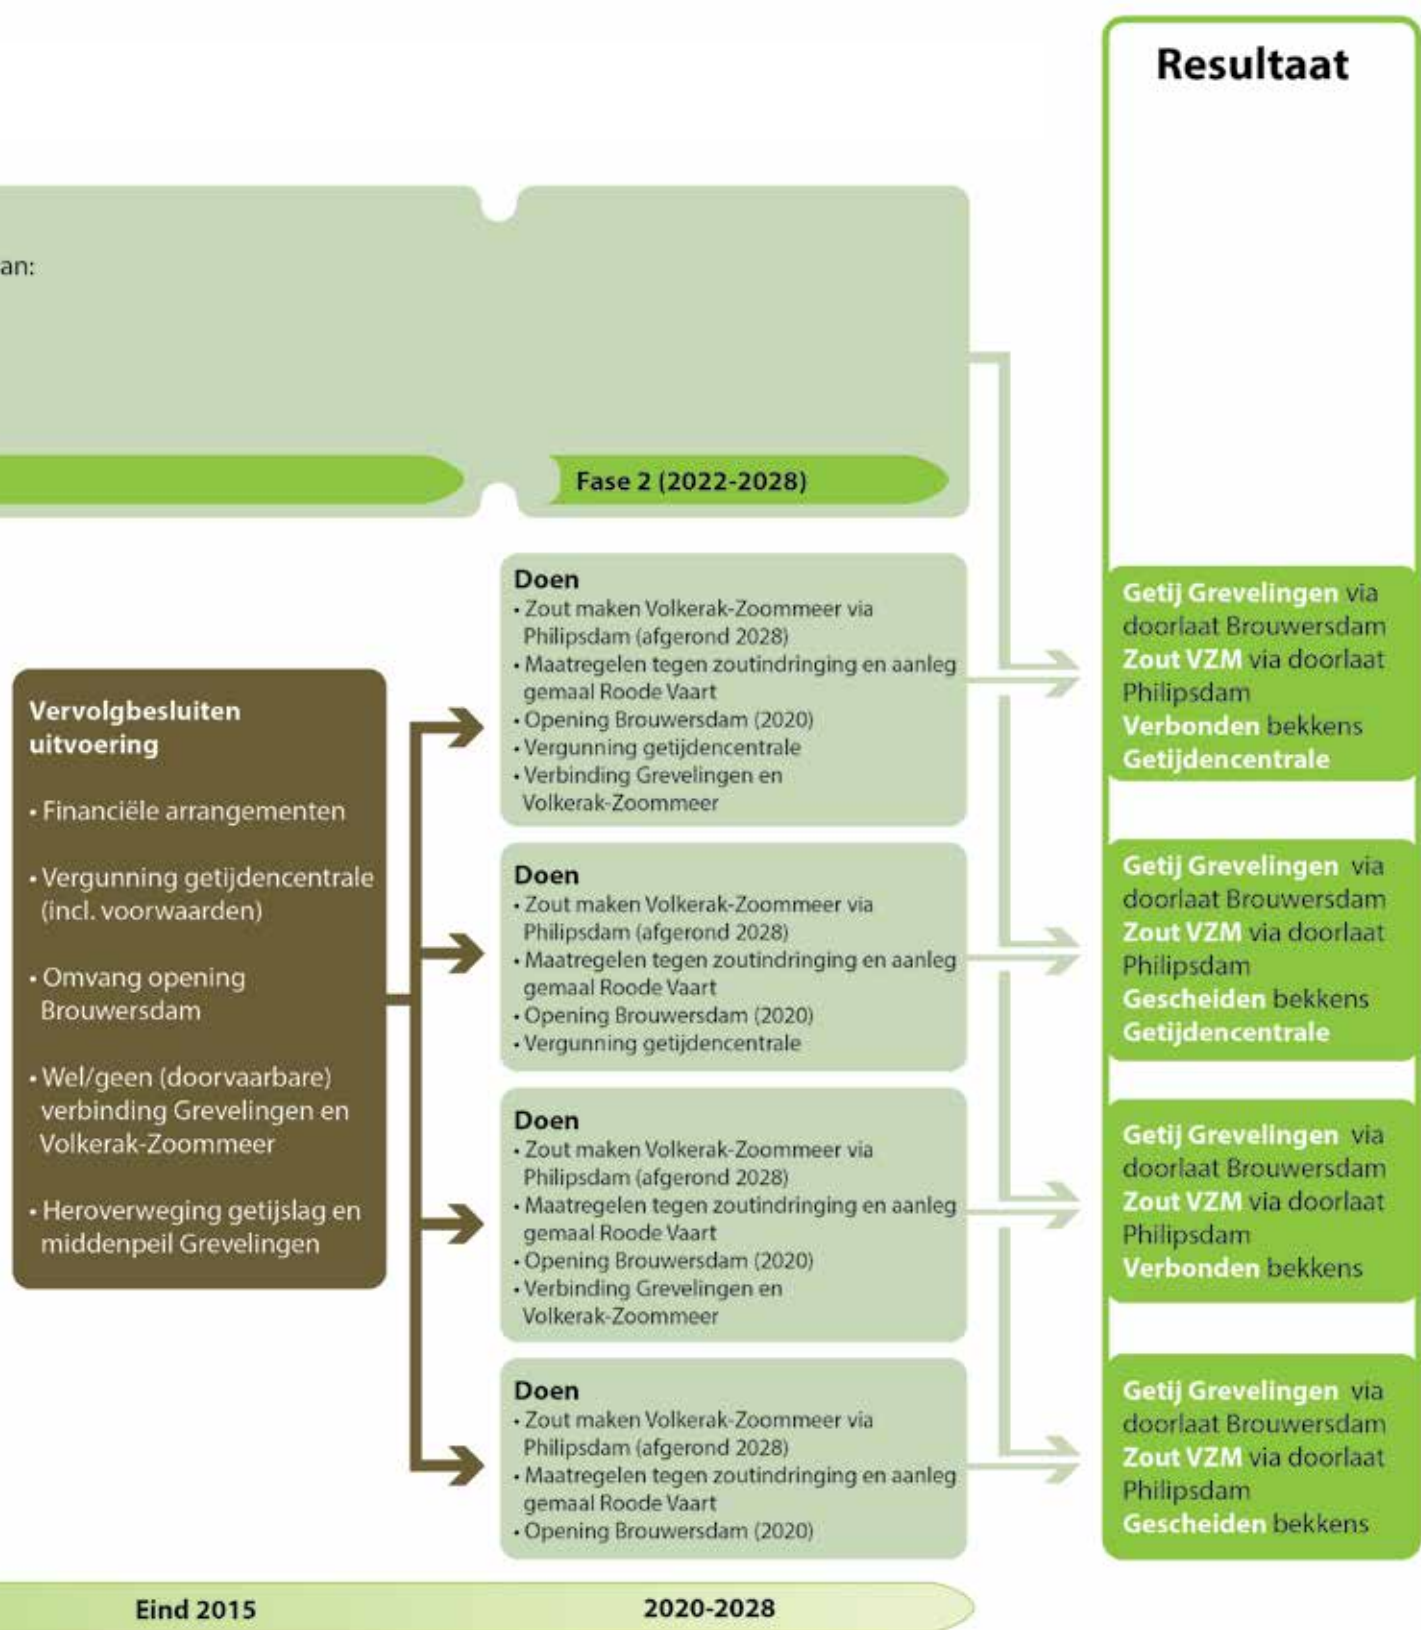 Resultaat
an:
Fase 2 (2022-2028)
Vervolgbesluiten
uitvoering
• Financiële arrangementen
• Vergunning getijdencentrale
(incl. voorwaarden)
• Omvang opening
Brouwersdam
• Wel/geen (doorvaarbare)
verbinding Grevelingen en
Volkerak-Zoommeer
• Heroverweging getijslag en
middenpeil Grevelingen
Doen
• Zout maken Volkerak-Zoommeer via
Philipsdam (afgerond 2028)
• Maatregelen tegen zoutindringing en aanleg
gemaal Roode Vaart
• Opening Brouwersdam (2020)
• Vergunning getijdencentrale
• Verbinding Grevelingen en
Volkerak-Zoommeer
Doen
• Zout maken Volkerak-Zoommeer via
Philipsdam (afgerond 2028)
• Maatregelen tegen zoutindringing en aanleg
gemaal Roode Vaart
• Opening Brouwersdam (2020)
• Vergunning getijdencentrale
Doen
• Zout maken Volkerak-Zoommeer via
Philipsdam (afgerond 2028)
• Maatregelen tegen zoutindringing en aanleg
gemaal Roode Vaart
• Opening Brouwersdam (2020)
• Verbinding Grevelingen en
Volkerak-Zoommeer
Doen
• Zout maken Volkerak-Zoommeer via
Philipsdam (afgerond 2028)
• Maatregelen tegen zoutindringing en aanleg
gemaal Roode Vaart
• Opening Brouwersdam (2020)
Getij Grevelingen via
doorlaat Brouwersdam
Zout VZM via doorlaat
Philipsdam
Verbonden bekkens
Getijdencentrale
Getij Grevelingen via
doorlaat Brouwersdam
Zout VZM via doorlaat
Philipsdam
Gescheiden bekkens
Getijdencentrale
Getij Grevelingen via
doorlaat Brouwersdam
Zout VZM via doorlaat
Philipsdam
Verbonden bekkens
Getij Grevelingen via
doorlaat Brouwersdam
Zout VZM via doorlaat
Philipsdam
Gescheiden bekkens
Eind 2015
2020-2028